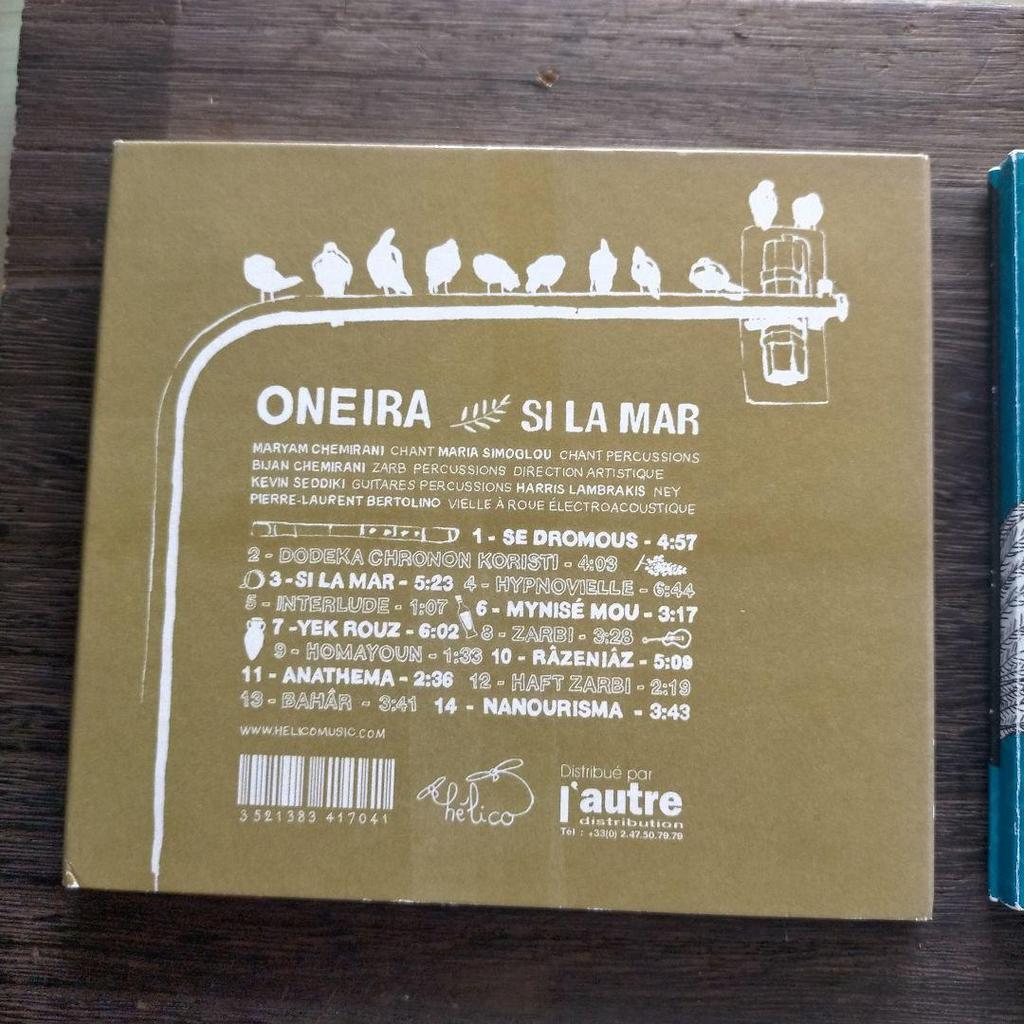 ONEIRA SI LA MAR
MARYAM CHEMIRANI CHANT MARIA SIMOGLOU CHANT PERCUSSIONS
BIJAN CHEMIRANI ZARB PERCUSSIONS DIRECTION ARTISTIQUE
KEVIN SEDDIKI GUITARES PERCUSSIONS HARRIS LAMBRAKIS NEY
PIERRE-LAURENT BERTOLINO VIELLE À ROUE ÉLECTROACOUSTIQUE
1 - SE DROMOUS - 4:57
2 - DODEKA CHRONON KORISTI - 4:03
3 -SI LA MAR - 5:23 4 - HYPNOVIELLE - 6:44
5 - INTERLUDE - 1:07 6 - MYNISÉ MOU - 3:17
7 -YEK ROUZ - 6:02 8 - ZARBI - 3:28
9 - HOMAYOUN - 1:33 10 - RÂZENIÂZ - 5:09
11 - ANATHEMA - 2:36 12 - HAFT ZARBI - 2:19
13 - BAHÂR - 3:41 14 - NANOURISMA - 3:43
WWW.HELICOMUSIC.COM
3 521383 417041
hélico
Distribué par
l'autre
distribution
Tél : +33(0) 2.47.50.79.79